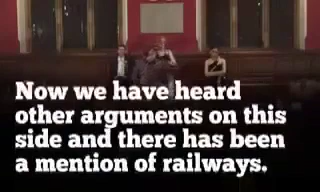 Now we have heard
other arguments on this
side and there has been
a mention of railways.